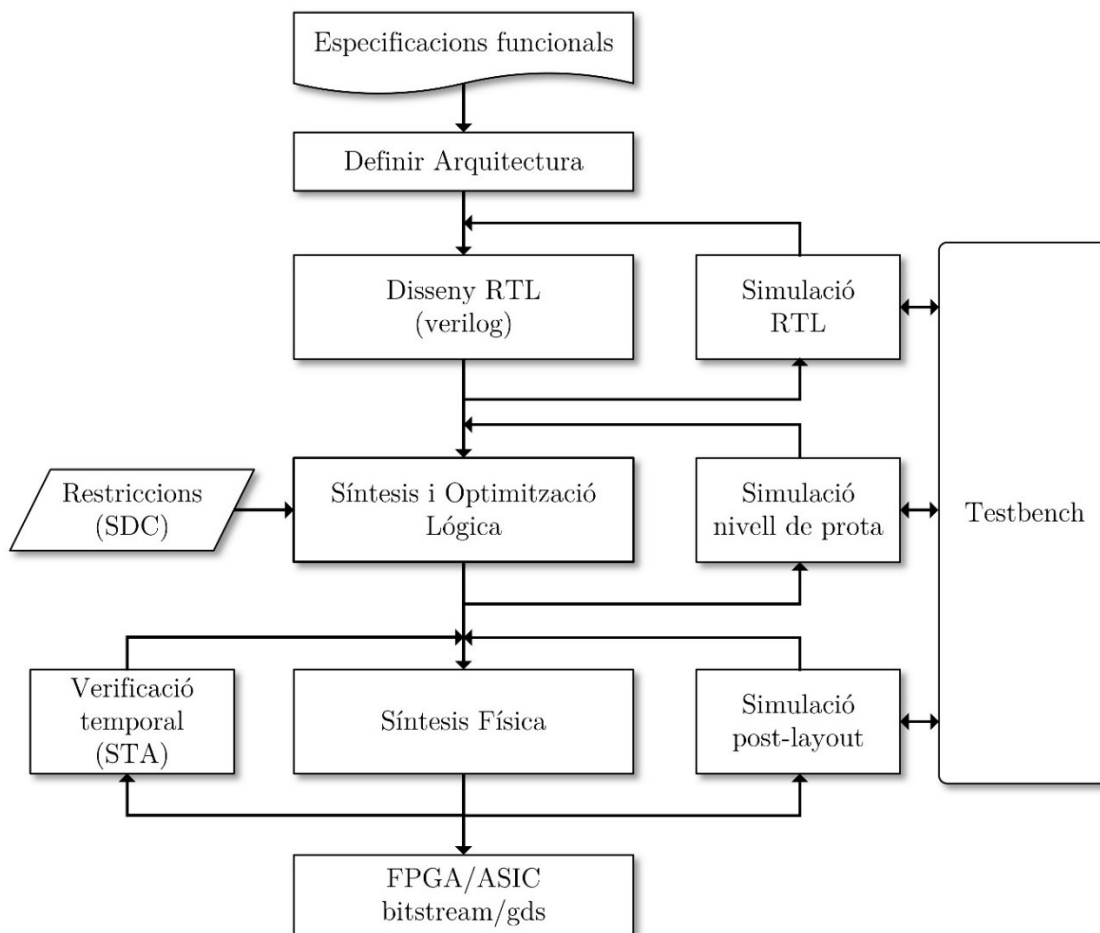 Especificacions funcionals
Definir Arquitectura
Disseny RTL
(verilog)
Simulació
RTL
Restriccions
(SDC)
Síntesis i Optimització
Lógica
Simulació
nivell de prota
Testbench
Verificació
temporal
(STA)
Síntesis Física
Simulació
post-layout
FPGA/ASIC
bitstream/gds